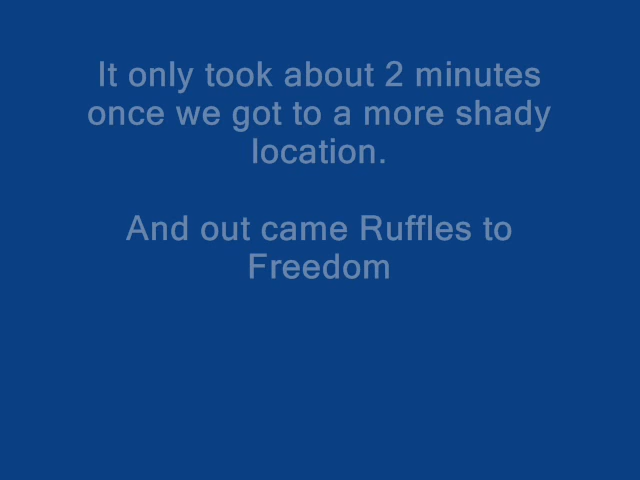 It only took about 2 minutes
once we got to a more shady
location.
And out came Ruffles to
Freedom